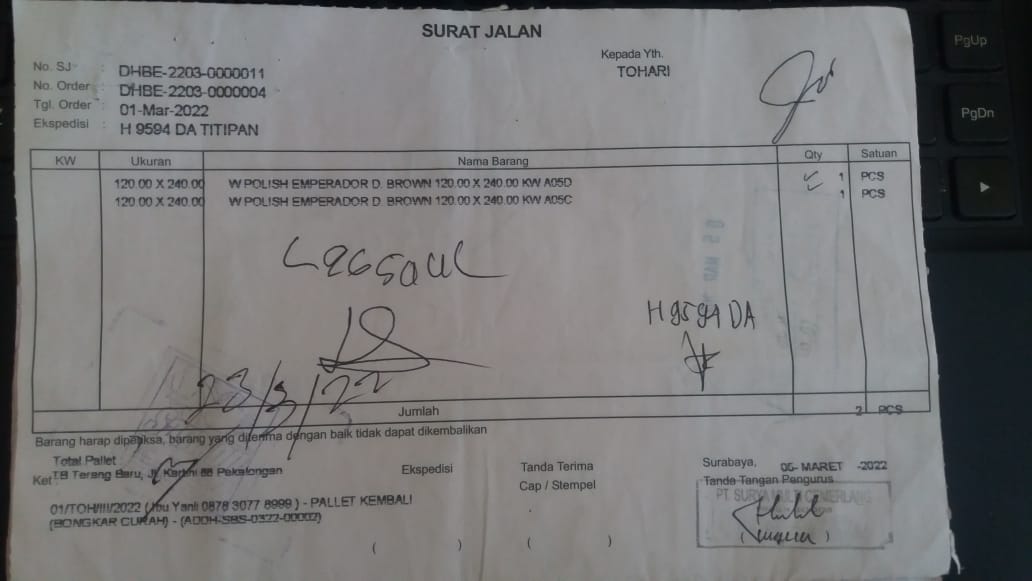 SURAT JALAN
No. SJ : DHBE-2203-0000011
No. Order : DHBE-2203-0000004
Tgl. Order : 01-Mar-2022
Ekspedisi : H 9594 DA TITIPAN
Kepada Yth.
TOHARI
KW Ukuran Nama Barang Qty Satuan
120.00 X 240.00 W POLISH EMPERADOR D. BROWN 120.00 X 240.00 KW A05D 1 PCS
120.00 X 240.00 W POLISH EMPERADOR D. BROWN 120.00 X 240.00 KW A05C 1 PCS
H 9594 DA
23/3/22
Jumlah 2 PCS
Barang harap diperiksa, barang yang diterima dengan baik tidak dapat dikembalikan
Total Pallet
Ket T.B Terang Baru, Jl. Kartini 88 Pekalongan
01/TOH/III/2022 ( Ibu Yanli 0878 3077 8999 ) - PALLET KEMBALI
(BONGKAR CURAH) - (ADDH-SBS-0322-00002)
Ekspedisi
( )
Tanda Terima
Cap / Stempel
( )
Surabaya, 05- MARET -2022
Tanda Tangan Pengurus
PT. SURYA MULTI CEMERLANG